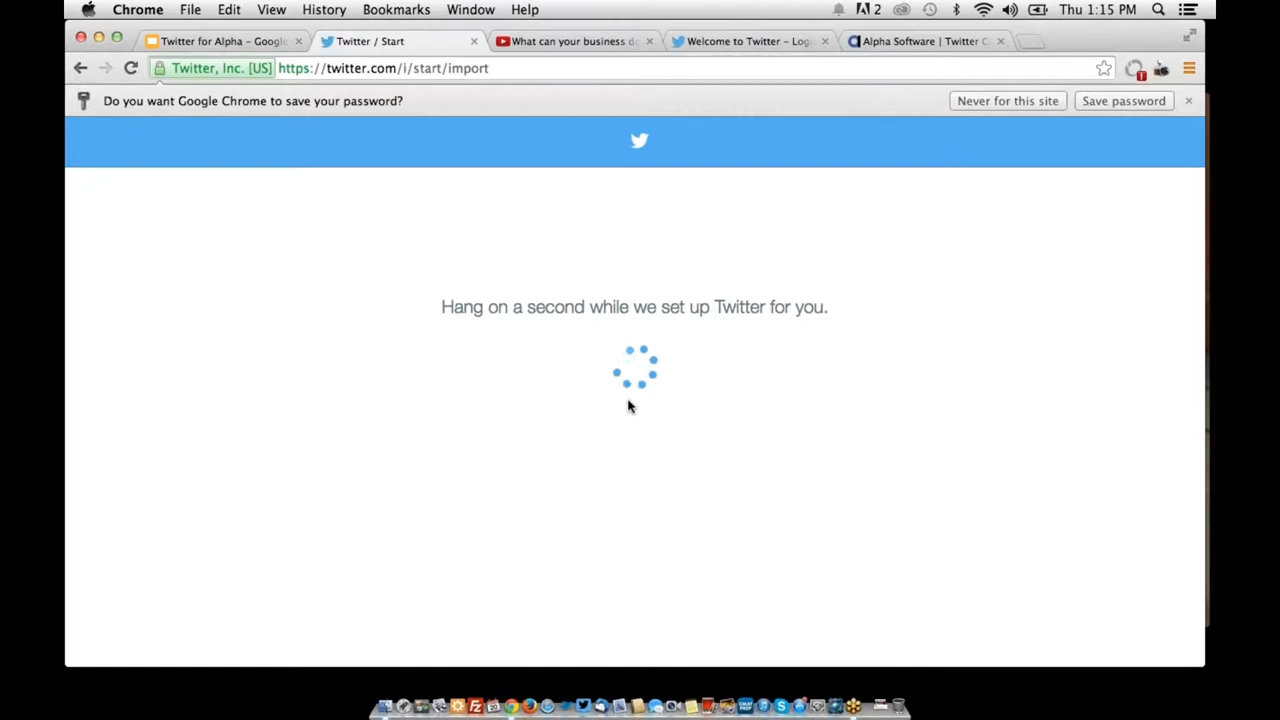 Chrome File Edit View History Bookmarks Window Help 2 Thu 1:15 PM
Twitter for Alpha – Google Twitter / Start What can your business do Welcome to Twitter – Logi Alpha Software | Twitter C
Twitter, Inc. [US] https://twitter.com/i/start/import
Do you want Google Chrome to save your password? Never for this site Save password
Hang on a second while we set up Twitter for you.